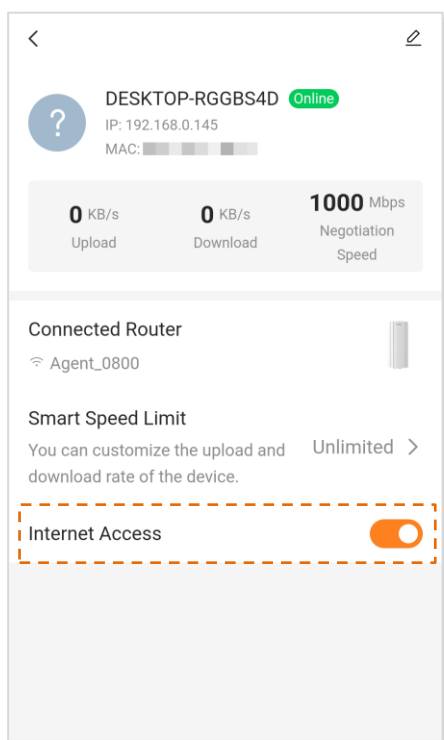 DESKTOP-RGGBS4D Online
?
IP: 192.168.0.145
MAC:
0 KB/s
Upload
0 KB/s
Download
1000 Mbps
Negotiation
Speed
Connected Router
Agent_0800
Smart Speed Limit
You can customize the upload and
download rate of the device.
Unlimited
Internet Access